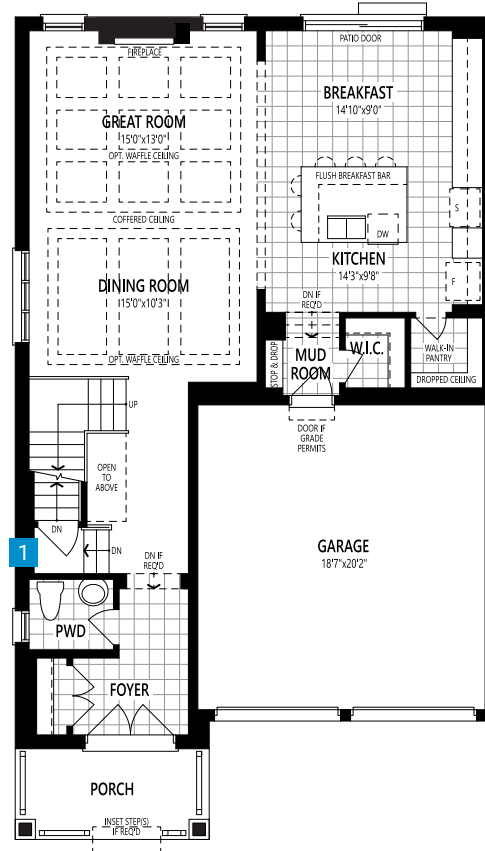 PATIO DOOR
FIREPLACE
BREAKFAST
14'10"x9'0"
GREAT ROOM
15'0"x13'0"
OPT. WAFFLE CEILING
FLUSH BREAKFAST BAR
COFFERED CEILING
S
DW
KITCHEN
14'3"x9'8"
F
DINING ROOM
15'0"x10'3"
DN IF
REQ'D
OPT. WAFFLE CEILING
STOP & DROP
MUD
ROOM
W.I.C.
WALK-IN
PANTRY
DROPPED CEILING
UP
DOOR IF
GRADE
PERMITS
OPEN
TO
ABOVE
DN
DN
1
DN IF
REQ'D
GARAGE
18'7"x20'2"
PWD
FOYER
PORCH
INSET STEP(S)
IF REQ'D